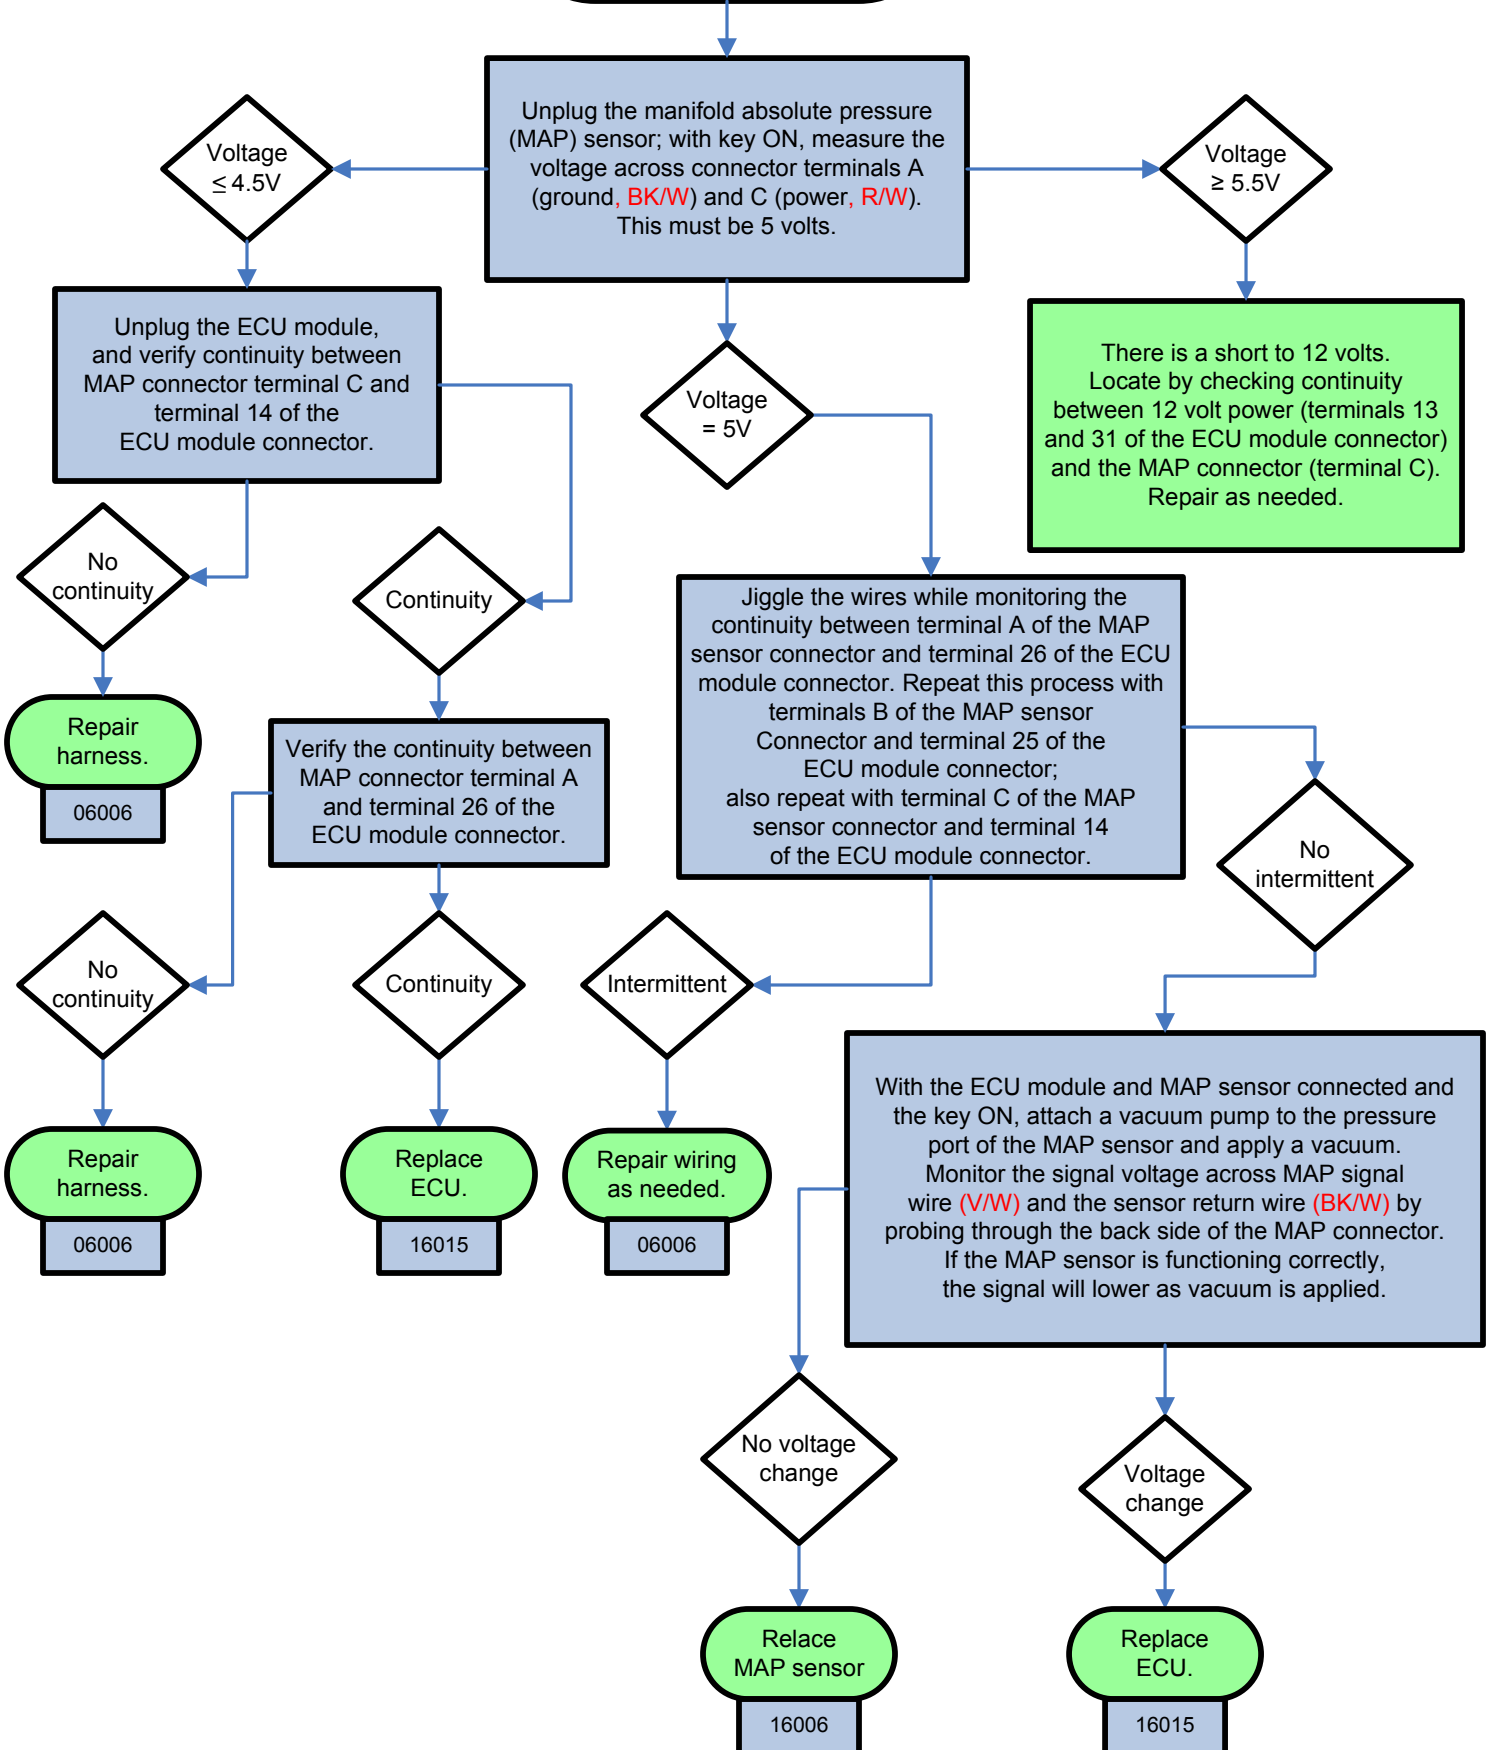 Unplug the manifold absolute pressure
(MAP) sensor; with key ON, measure the
voltage across connector terminals A
(ground, BK/W) and C (power, R/W).
This must be 5 volts.
Voltage
≤ 4.5V
Voltage
≥ 5.5V
Unplug the ECU module,
and verify continuity between
MAP connector terminal C and
terminal 14 of the
ECU module connector.
Voltage
= 5V
There is a short to 12 volts.
Locate by checking continuity
between 12 volt power (terminals 13
and 31 of the ECU module connector)
and the MAP connector (terminal C).
Repair as needed.
No
continuity
Continuity
Jiggle the wires while monitoring the
continuity between terminal A of the MAP
sensor connector and terminal 26 of the ECU
module connector. Repeat this process with
terminals B of the MAP sensor
Connector and terminal 25 of the
ECU module connector;
also repeat with terminal C of the MAP
sensor connector and terminal 14
of the ECU module connector.
Repair
harness.
06006
Verify the continuity between
MAP connector terminal A
and terminal 26 of the
ECU module connector.
No
intermittent
No
continuity
Continuity
Intermittent
With the ECU module and MAP sensor connected and
the key ON, attach a vacuum pump to the pressure
port of the MAP sensor and apply a vacuum.
Monitor the signal voltage across MAP signal
wire (V/W) and the sensor return wire (BK/W) by
probing through the back side of the MAP connector.
If the MAP sensor is functioning correctly,
the signal will lower as vacuum is applied.
Repair
harness.
06006
Replace
ECU.
16015
Repair wiring
as needed.
06006
No voltage
change
Voltage
change
Relace
MAP sensor
16006
Replace
ECU.
16015